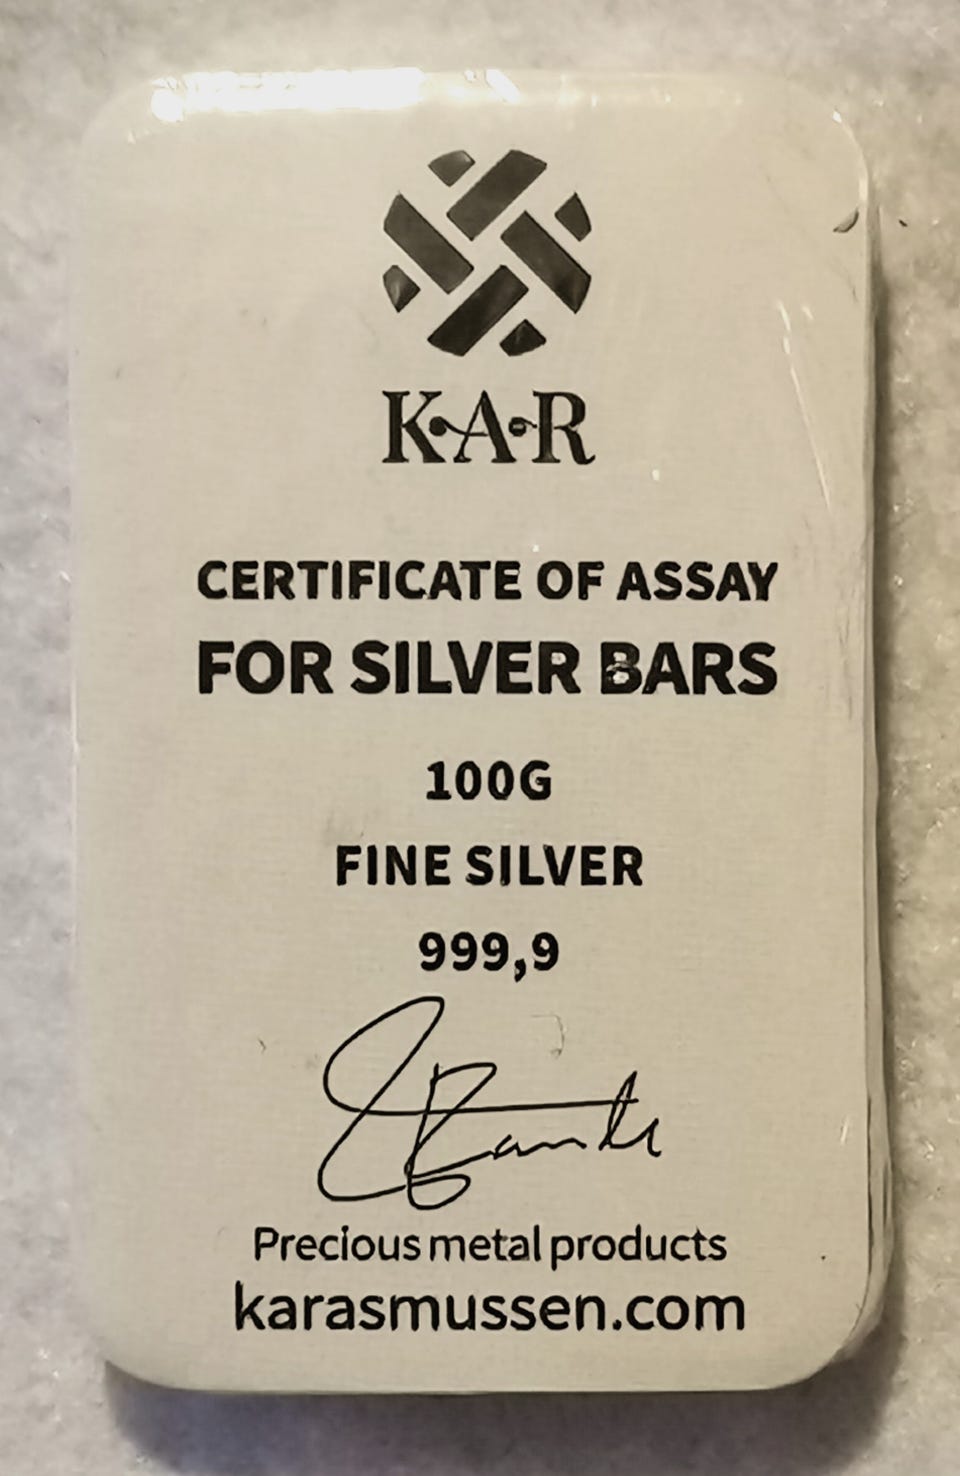 K·A·R
CERTIFICATE OF ASSAY
FOR SILVER BARS
100G
FINE SILVER
999,9
Precious metal products
karasmussen.com